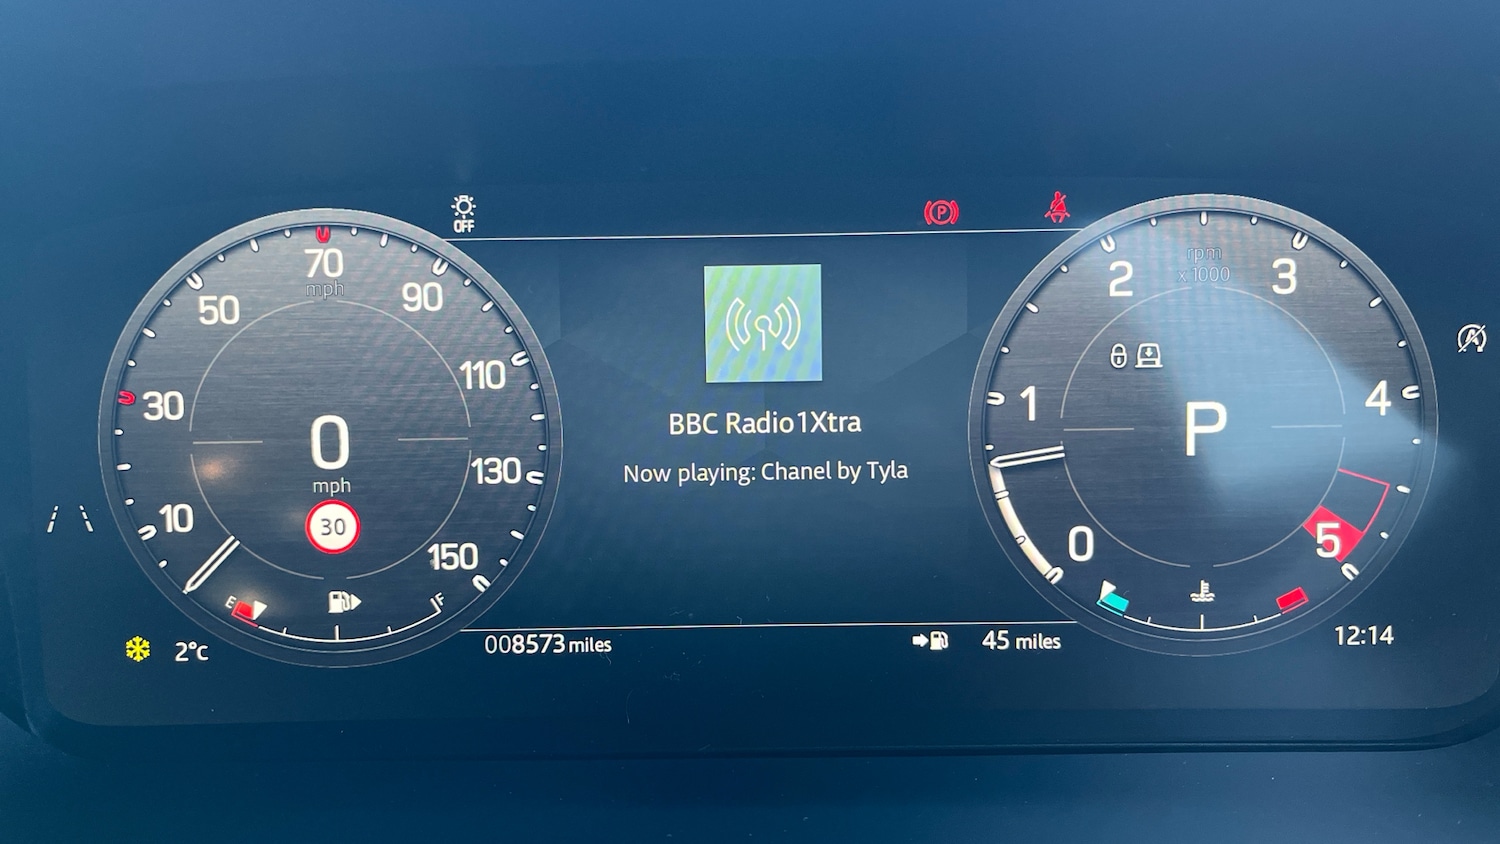 OFF
70
mph
50
90
30
110
0
mph
130
10
30
150
E
F
2°C
008573 miles
P
BBC Radio 1Xtra
Now playing: Chanel by Tyla
45 miles
rpm
x 1000
2
3
1
4
P
0
5
A
12:14